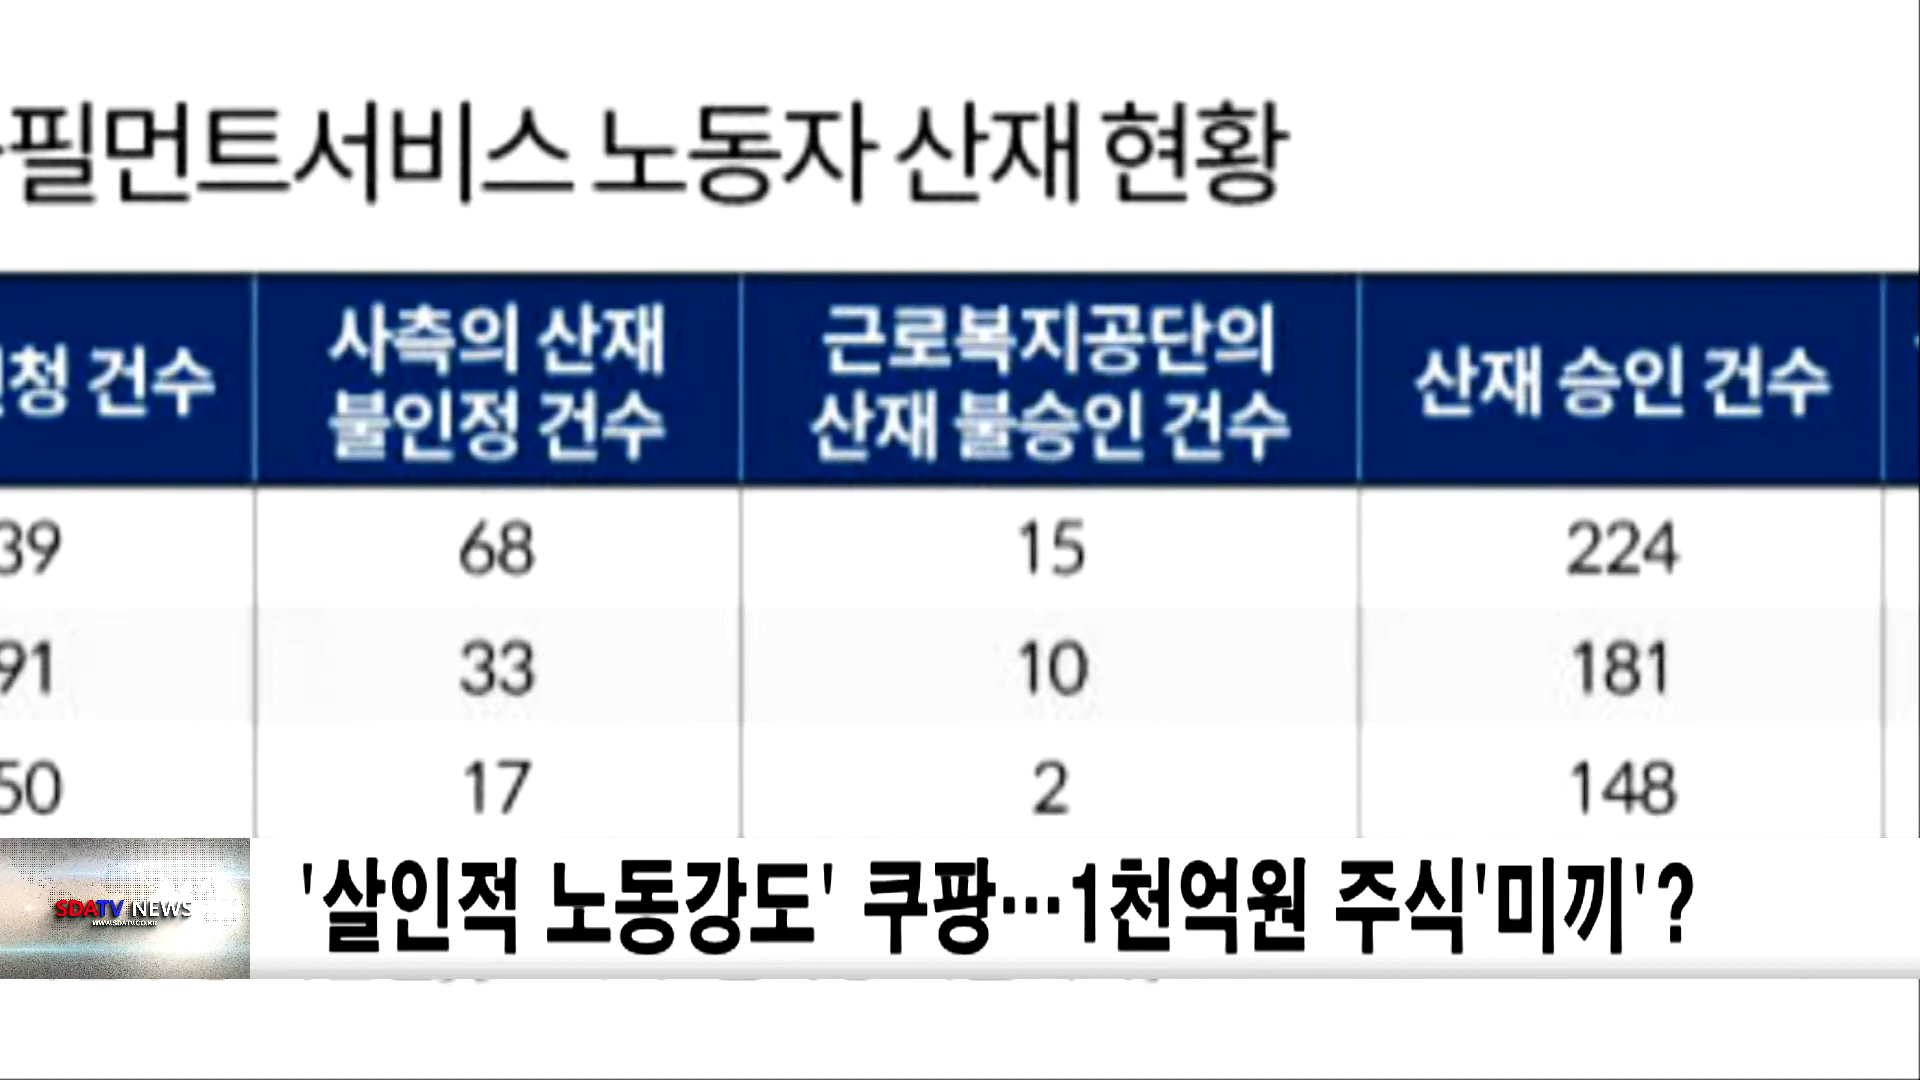 필먼트서비스 노동자 산재 현황
청 건수
사측의 산재
불인정 건수
근로복지공단의
산재 불승인 건수
산재 승인 건수
39 68 15 224
91 33 10 181
50 17 2 148
SDATV NEWS
WWW.SDATV.CO.KR
'살인적 노동강도' 쿠팡…1천억원 주식'미끼'?